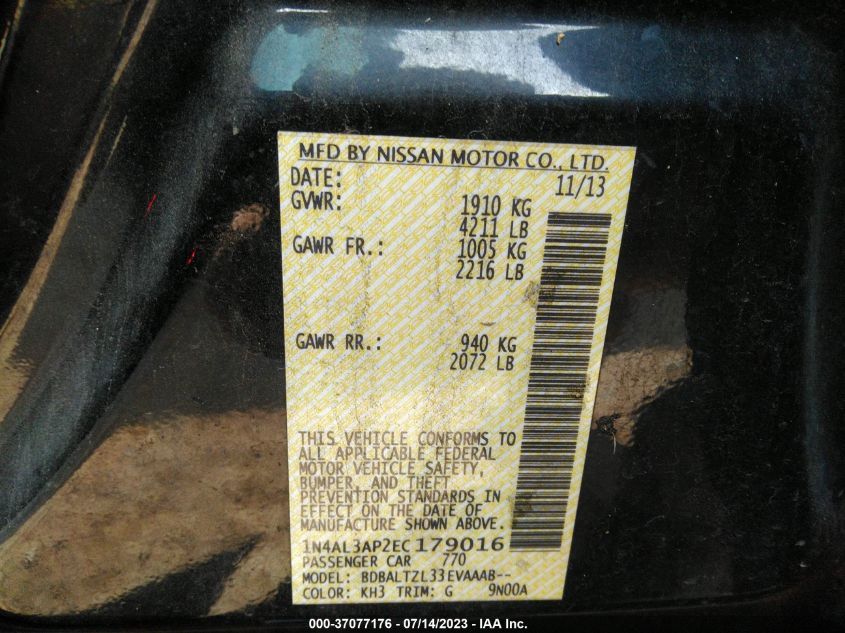 MFD BY NISSAN MOTOR CO., LTD.
DATE: 11/13
GVWR: 1910 KG
4211 LB
GAWR FR.: 1005 KG
2216 LB
GAWR RR.: 940 KG
2072 LB
THIS VEHICLE CONFORMS TO
ALL APPLICABLE FEDERAL
MOTOR VEHICLE SAFETY,
BUMPER, AND THEFT
PREVENTION STANDARDS IN
EFFECT ON THE DATE OF
MANUFACTURE SHOWN ABOVE.
1N4AL3AP2EC179016
PASSENGER CAR 770
MODEL: BDBALTZL33EVAAAB--
COLOR: KH3 TRIM: G 9N00A
000-37077176 - 07/14/2023 - IAA Inc.